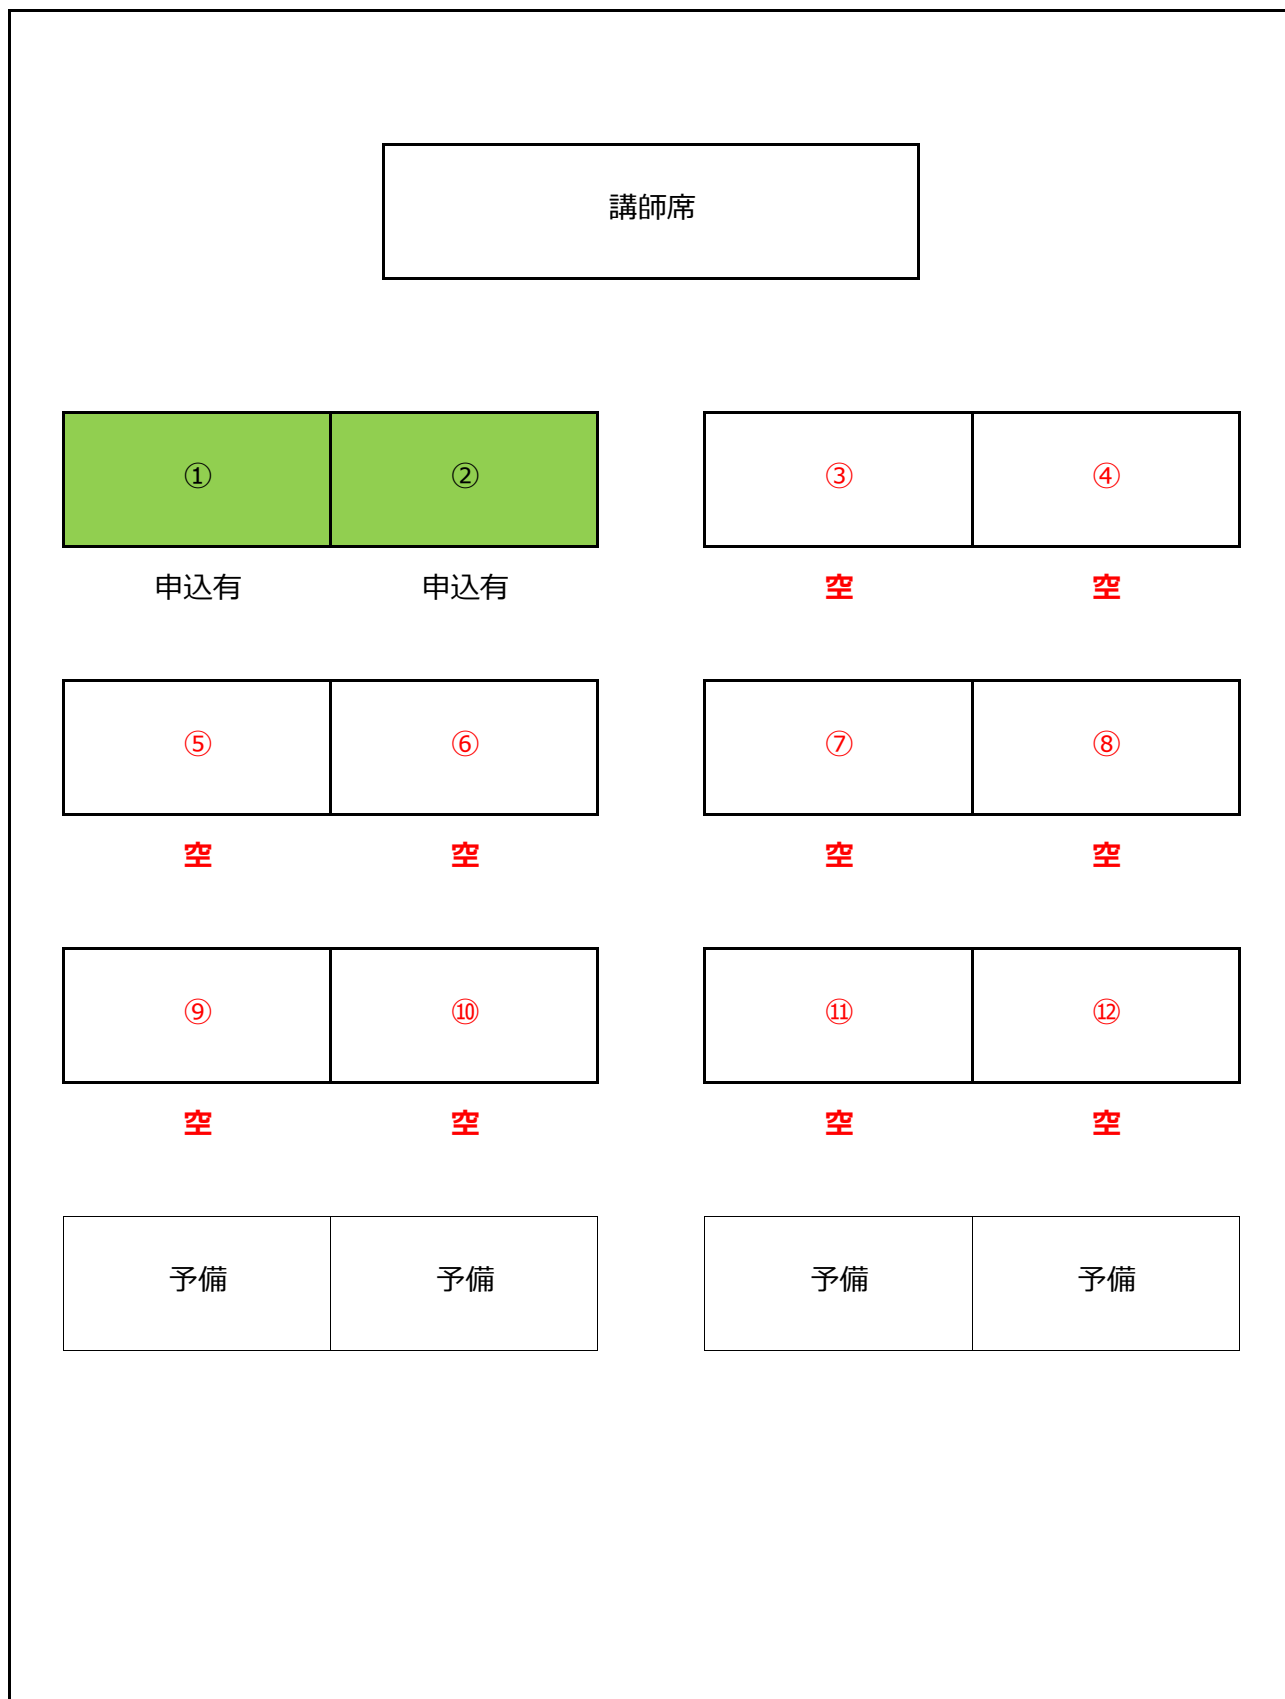 講師席
① ② ③ ④
申込有 申込有 空 空
⑤ ⑥ ⑦ ⑧
空 空 空 空
⑨ ⑩ ⑪ ⑫
空 空 空 空
予備 予備 予備 予備